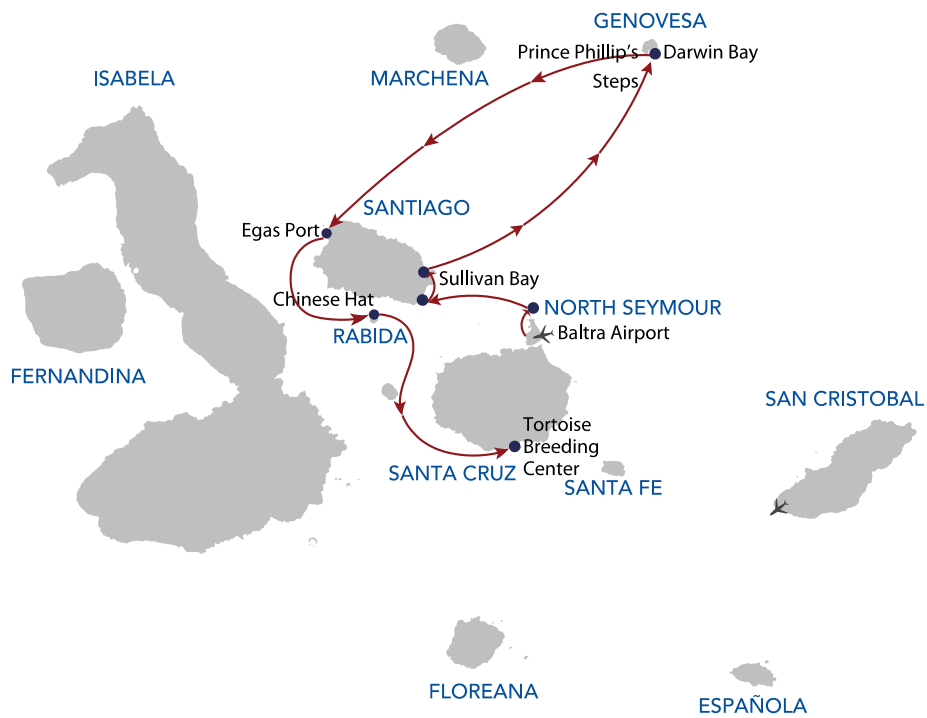 GENOVESA
Prince Phillip's
Darwin Bay
Steps
MARCHENA
ISABELA
SANTIAGO
Egas Port
Sullivan Bay
Chinese Hat
NORTH SEYMOUR
RABIDA
Baltra Airport
FERNANDINA
SAN CRISTOBAL
Tortoise
Breeding
Center
SANTA CRUZ
SANTA FE
FLOREANA
ESPAÑOLA